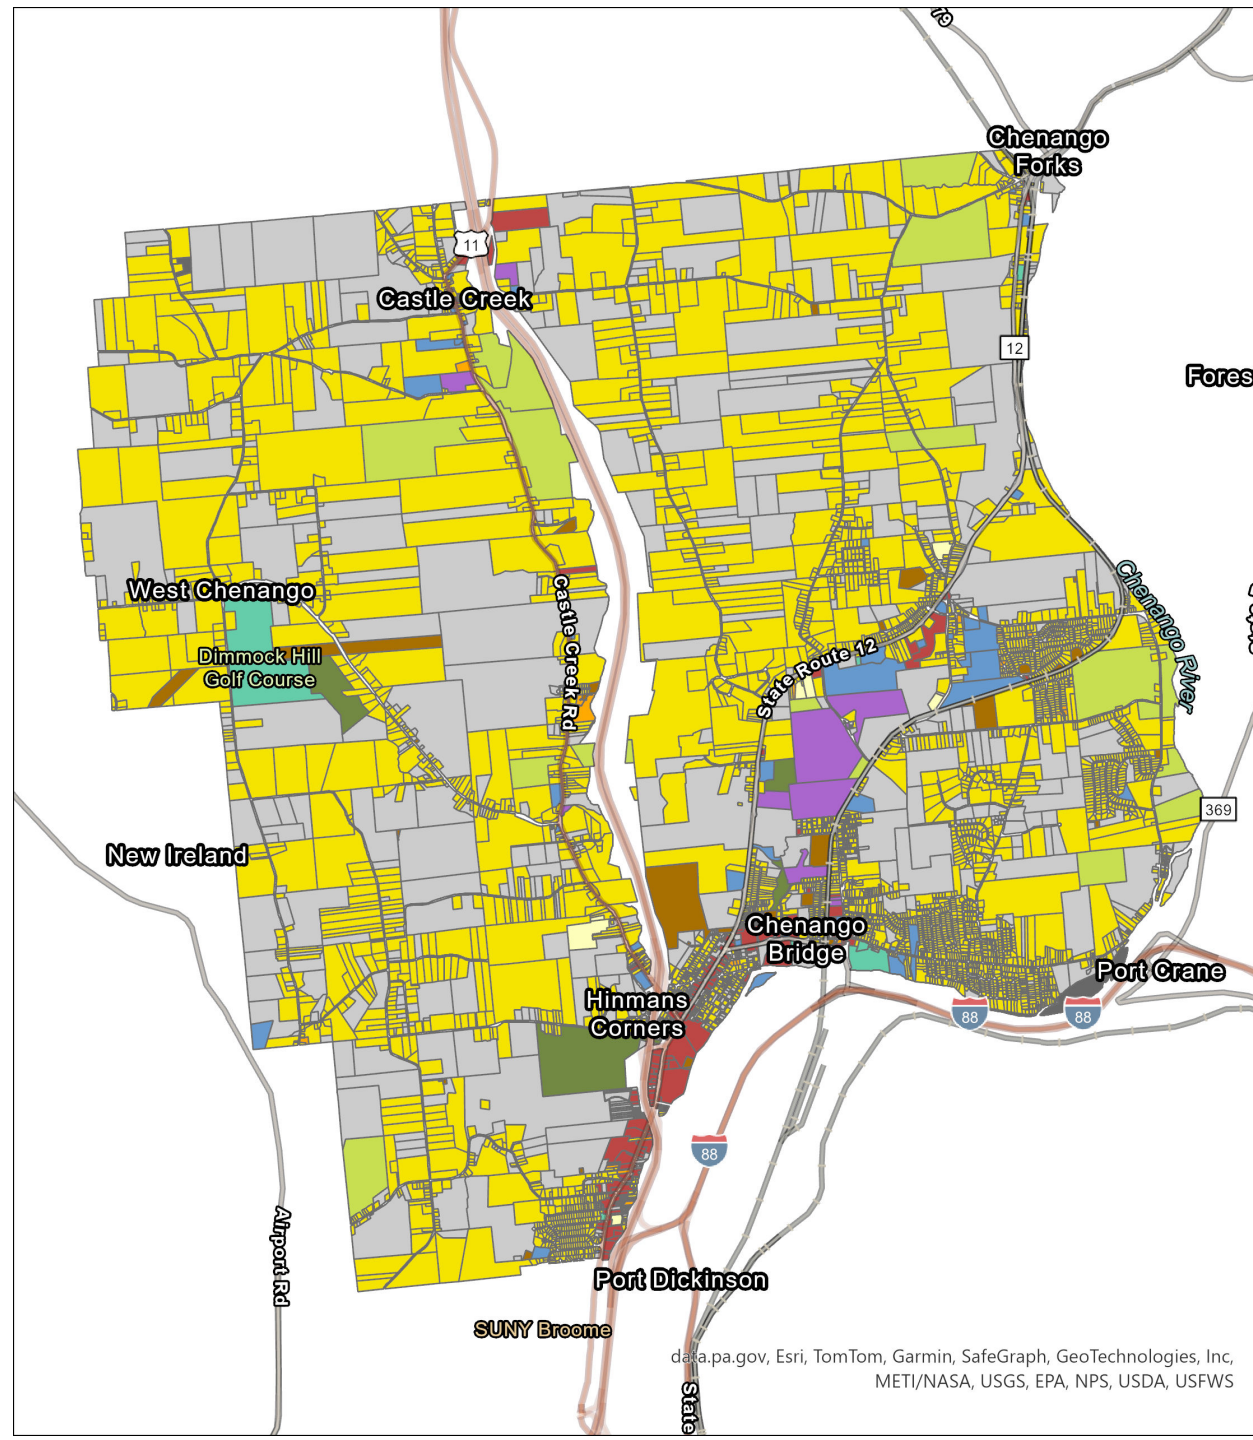 79
Chenango
Forks
11
Castle Creek
12
Fores
Chenango River
West Chenango
Castle Creek Rd
State Route 12
Dimmock Hill
Golf Course
369
New Ireland
Chenango
Bridge
Port Crane
Hinmans
Corners
88
88
88
Airport Rd
Port Dickinson
SUNY Broome
data.pa.gov, Esri, TomTom, Garmin, SafeGraph, GeoTechnologies, Inc,
METI/NASA, USGS, EPA, NPS, USDA, USFWS
State